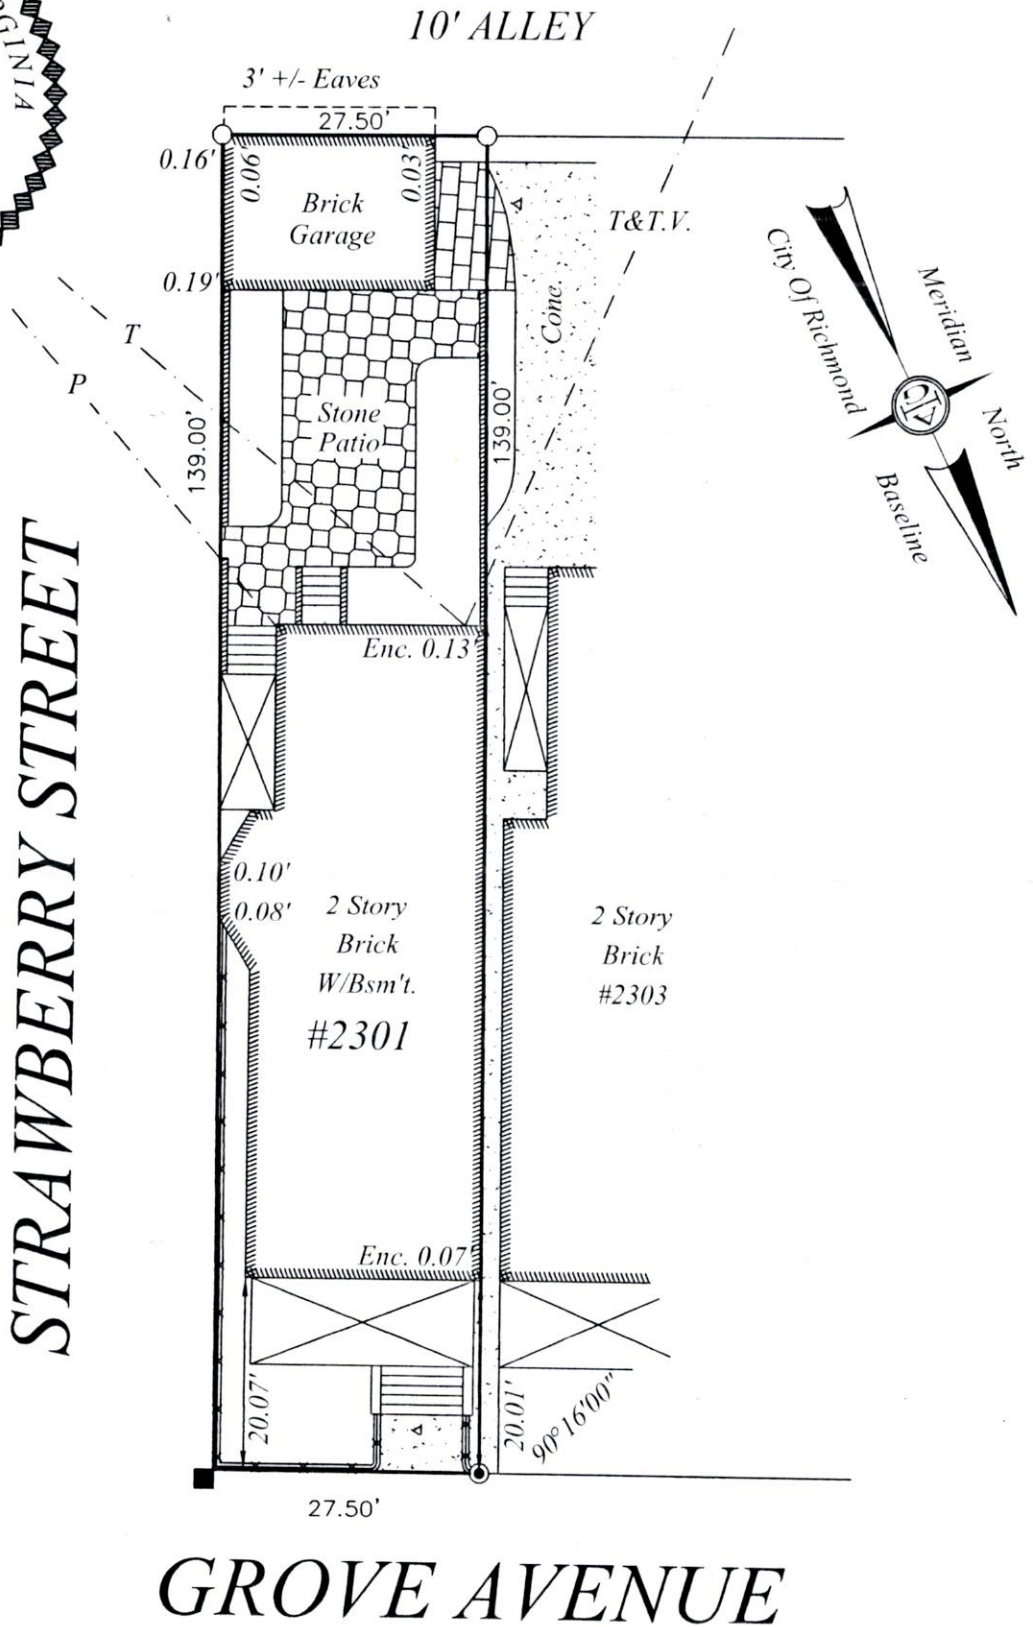 10' ALLEY
3' +/- Eaves
27.50'
0.16'
0.06'
0.03'
Brick
Garage
T&T.V.
0.19'
Conc.
City Of Richmond
Meridian
North
Baseline
T
P
Stone
Patio
139.00'
139.00'
STRAWBERRY STREET
Enc. 0.13'
0.10'
0.08'
2 Story
Brick
W/Bsm't.
#2301
2 Story
Brick
#2303
Enc. 0.07'
20.07'
20.01'
90°16'00"
27.50'
GROVE AVENUE